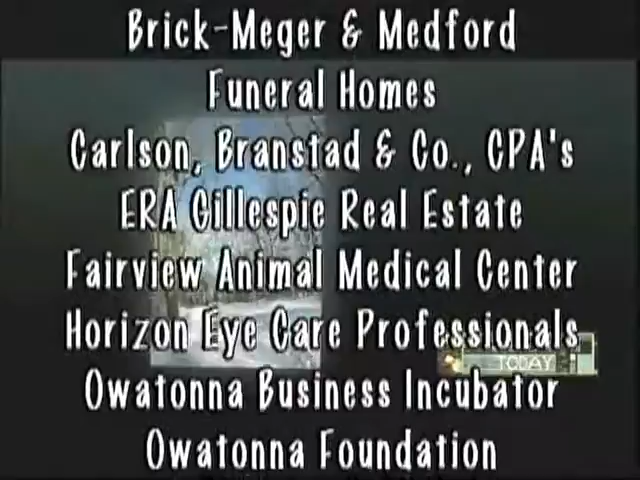 Brick-Meger & Medford
Funeral Homes
Carlson, Branstad & Co., CPA's
ERA Gillespie Real Estate
Fairview Animal Medical Center
Horizon Eye Care Professionals
TODAY
Owatonna Business Incubator
Owatonna Foundation